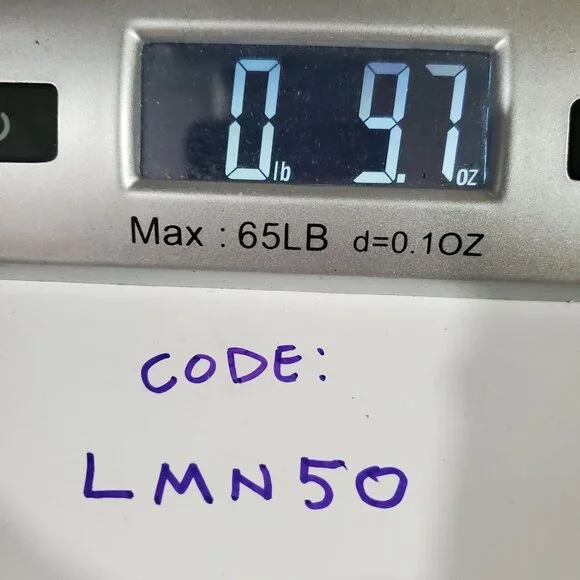 0 lb 9.7 oz
Max : 65LB d=0.1OZ
CODE:
LMN50